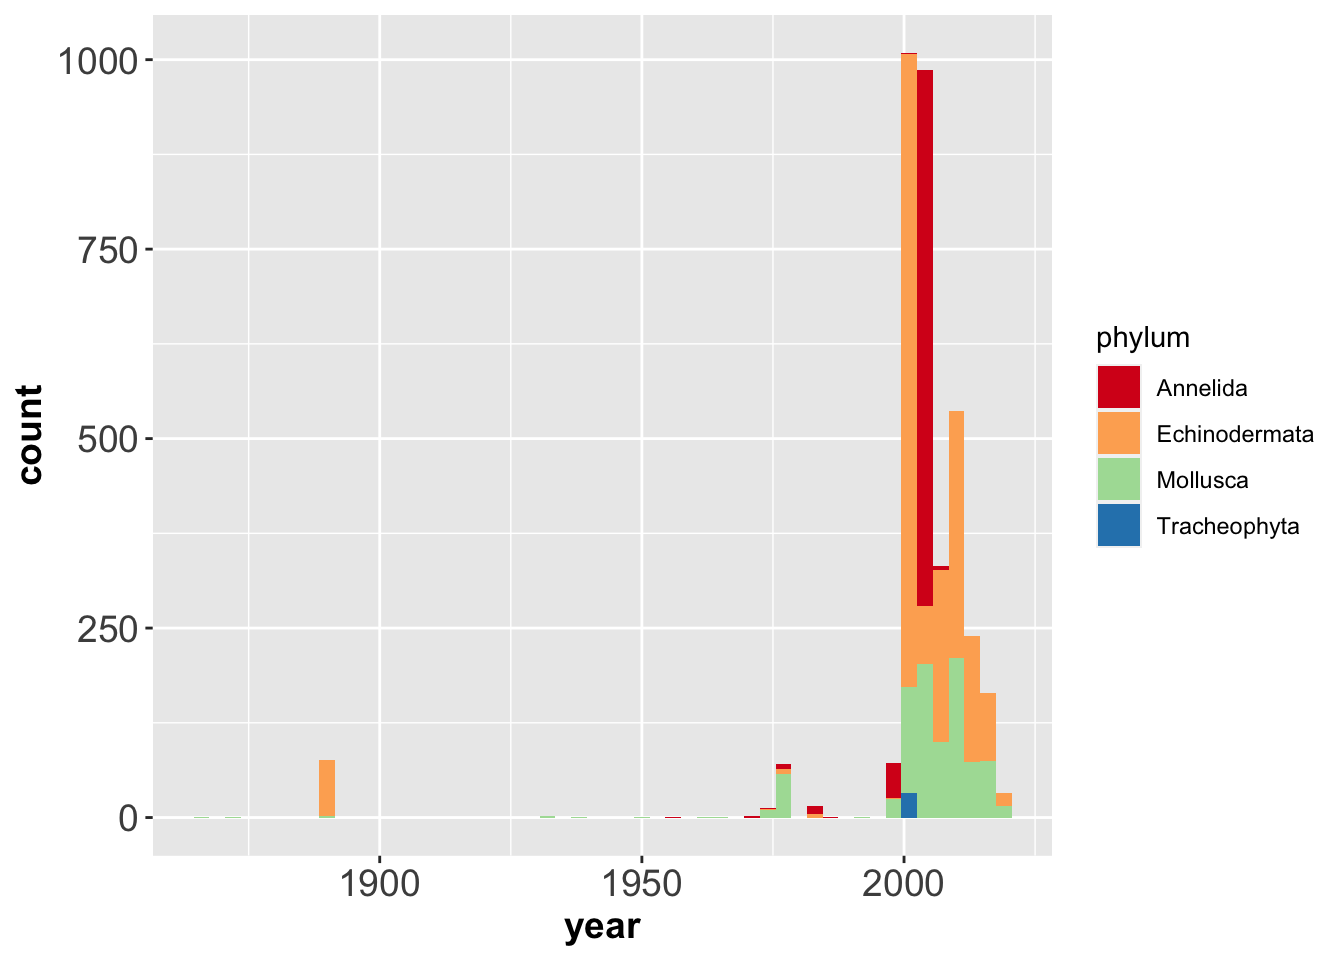 1000
750
500
250
0
count
1900 1950 2000
year
phylum
Annelida
Echinodermata
Mollusca
Tracheophyta